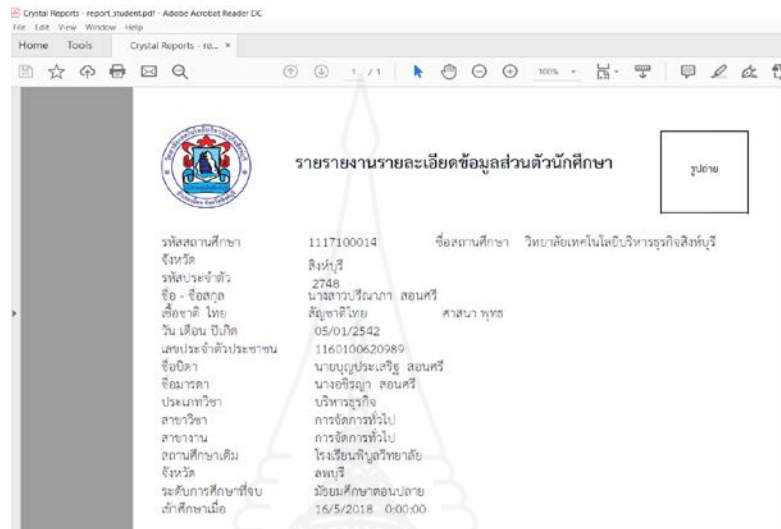 Crystal Reports - report_student.pdf - Adobe Acrobat Reader DC
File Edit View Window Help
Home Tools Crystal Reports - re... ×
1 / 1 100%
รายรายงานรายละเอียดข้อมูลส่วนตัวนักศึกษา
รูปถ่าย
รหัสสถานศึกษา 1117100014 ชื่อสถานศึกษา วิทยาลัยเทคโนโลยีบริหารธุรกิจสิงห์บุรี
จังหวัด สิงห์บุรี
รหัสประจำตัว 2748
ชื่อ - ชื่อสกุล นางสาวปรีณาภา สอนศรี
เชื้อชาติ ไทย สัญชาติไทย ศาสนา พุทธ
วัน เดือน ปีเกิด 05/01/2542
เลขประจำตัวประชาชน 1160100620989
ชื่อบิดา นายบุญประเสริฐ สอนศรี
ชื่อมารดา นางอชิรญา สอนศรี
ประเภทวิชา บริหารธุรกิจ
สาขาวิชา การจัดการทั่วไป
สาขางาน การจัดการทั่วไป
สถานศึกษาเดิม โรงเรียนพิบูลวิทยาลัย
จังหวัด ลพบุรี
ระดับการศึกษาที่จบ มัธยมศึกษาตอนปลาย
เข้าศึกษาเมื่อ 16/5/2018 0:00:00